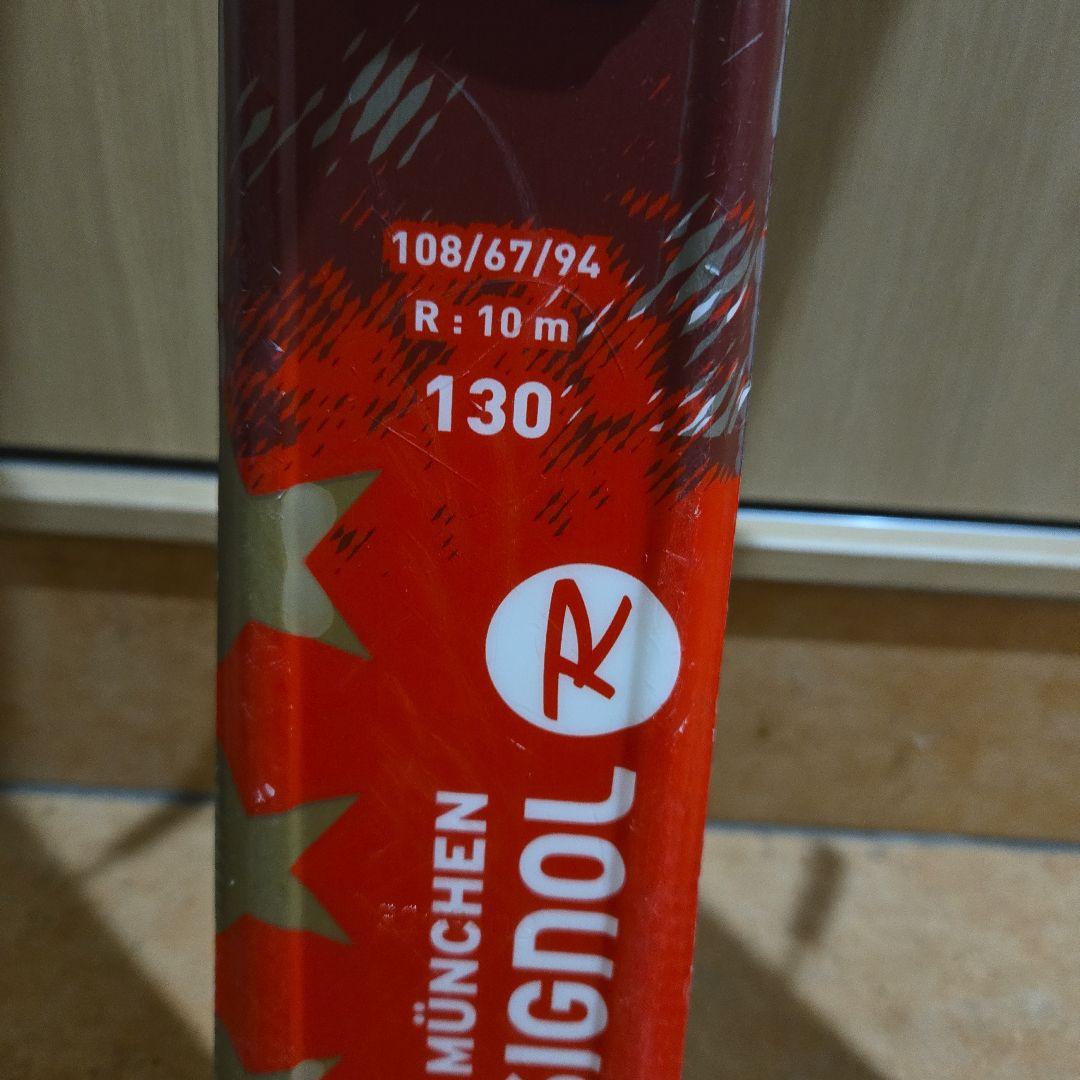 108/67/94
R : 10 m
130
R
MÜNCHEN
SIGNOL